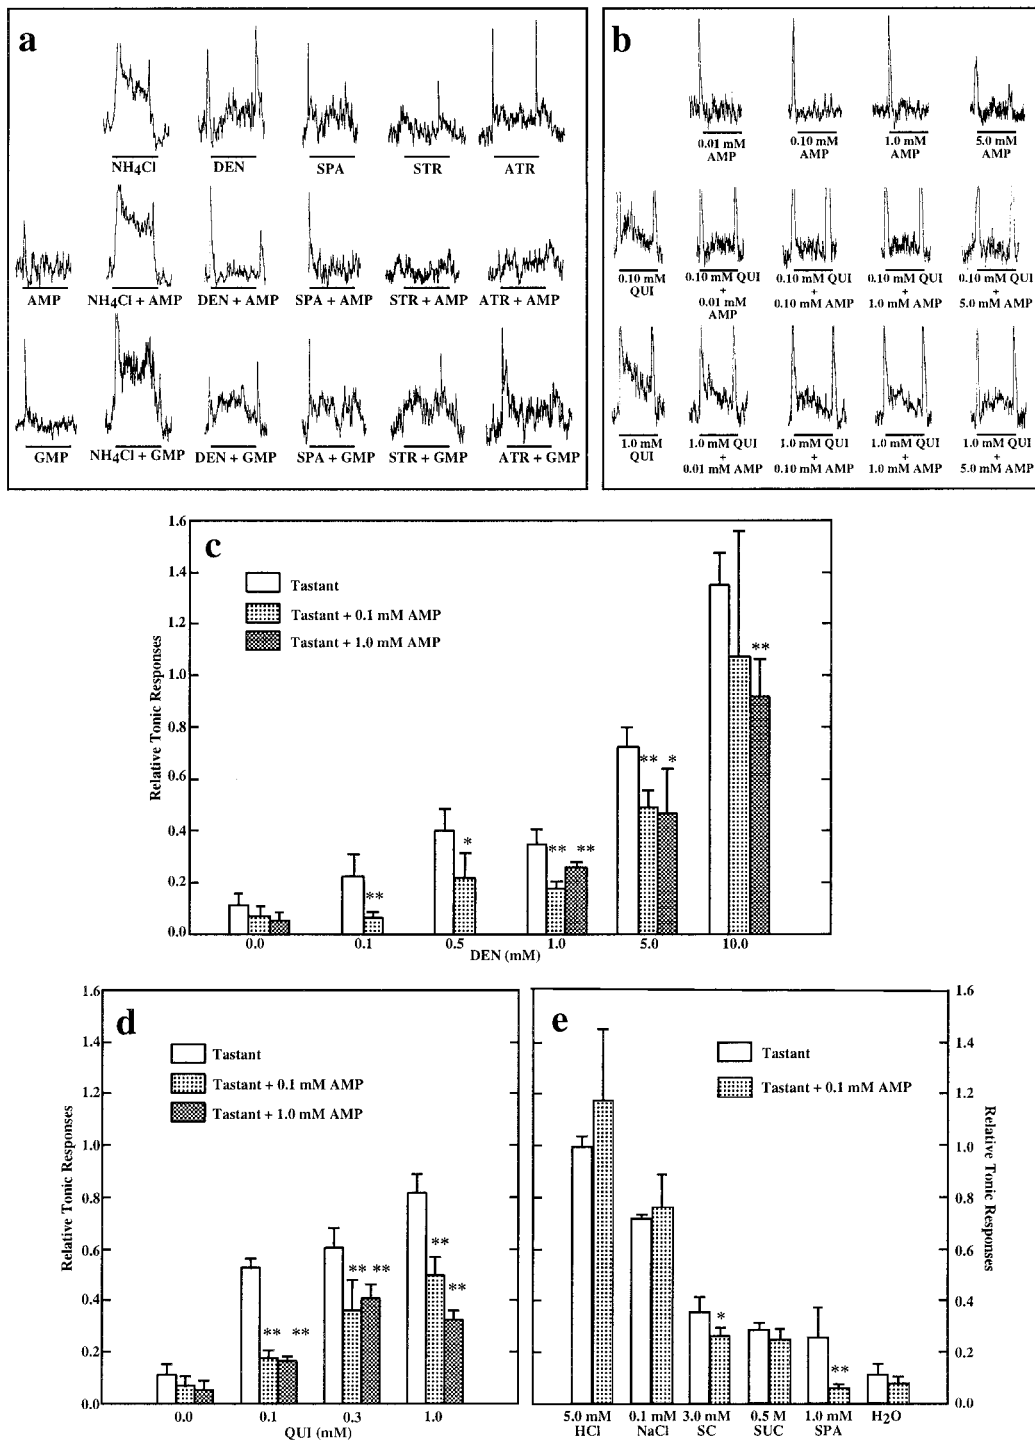 a
NH4Cl DEN SPA STR ATR
AMP NH4Cl + AMP DEN + AMP SPA + AMP STR + AMP ATR + AMP
GMP NH4Cl + GMP DEN + GMP SPA + GMP STR + GMP ATR + GMP
b
0.01 mM 0.10 mM 1.0 mM 5.0 mM
AMP AMP AMP AMP
0.10 mM 0.10 mM QUI 0.10 mM QUI 0.10 mM QUI 0.10 mM QUI
QUI + + + +
0.01 mM 0.10 mM AMP 1.0 mM AMP 5.0 mM AMP
AMP
1.0 mM 1.0 mM QUI 1.0 mM QUI 1.0 mM QUI 1.0 mM QUI
QUI + + + +
0.01 mM AMP 0.10 mM AMP 1.0 mM AMP 5.0 mM AMP
c
Relative Tonic Responses
1.6
1.4
1.2
1.0
0.8
0.6
0.4
0.2
0.0
Tastant
Tastant + 0.1 mM AMP
Tastant + 1.0 mM AMP
**
*
** **
** *
**
0.0 0.1 0.5 1.0 5.0 10.0
DEN (mM)
d
Relative Tonic Responses
1.6
1.4
1.2
1.0
0.8
0.6
0.4
0.2
0.0
Tastant
Tastant + 0.1 mM AMP
Tastant + 1.0 mM AMP
** **
** **
**
**
0.0 0.1 0.3 1.0
QUI (mM)
e
Tastant
Tastant + 0.1 mM AMP
*
**
5.0 mM 0.1 mM 3.0 mM 0.5 M 1.0 mM H2O
HCl NaCl SC SUC SPA
1.6
1.4
1.2
1.0
0.8
0.6
0.4
0.2
0.0
Relative Tonic Responses